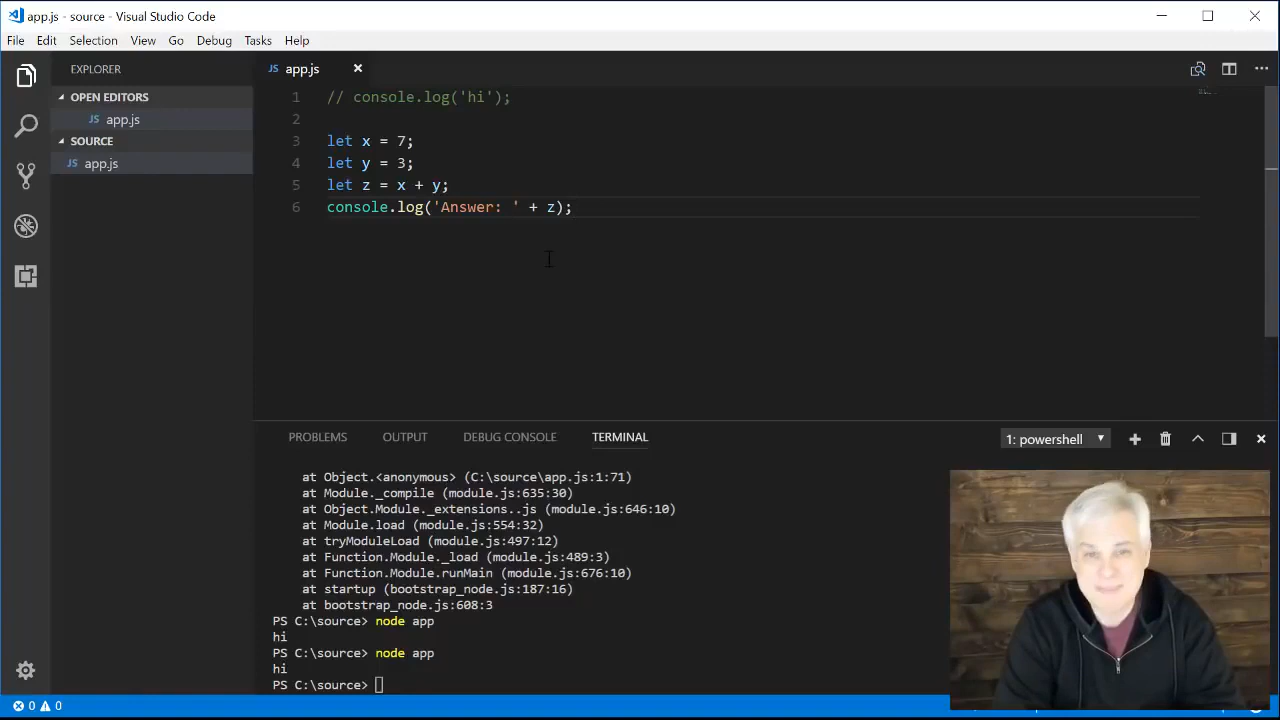 app.js - source - Visual Studio Code
File Edit Selection View Go Debug Tasks Help
EXPLORER
OPEN EDITORS
JS app.js
SOURCE
JS app.js
JS app.js
1 // console.log('hi');
2
3 let x = 7;
4 let y = 3;
5 let z = x + y;
6 console.log('Answer: ' + z);
PROBLEMS OUTPUT DEBUG CONSOLE TERMINAL
1: powershell
at Object.<anonymous> (C:\source\app.js:1:71)
at Module._compile (module.js:635:30)
at Object.Module._extensions..js (module.js:646:10)
at Module.load (module.js:554:32)
at tryModuleLoad (module.js:497:12)
at Function.Module._load (module.js:489:3)
at Function.Module.runMain (module.js:676:10)
at startup (bootstrap_node.js:187:16)
at bootstrap_node.js:608:3
PS C:\source> node app
hi
PS C:\source> node app
hi
PS C:\source>
0 0